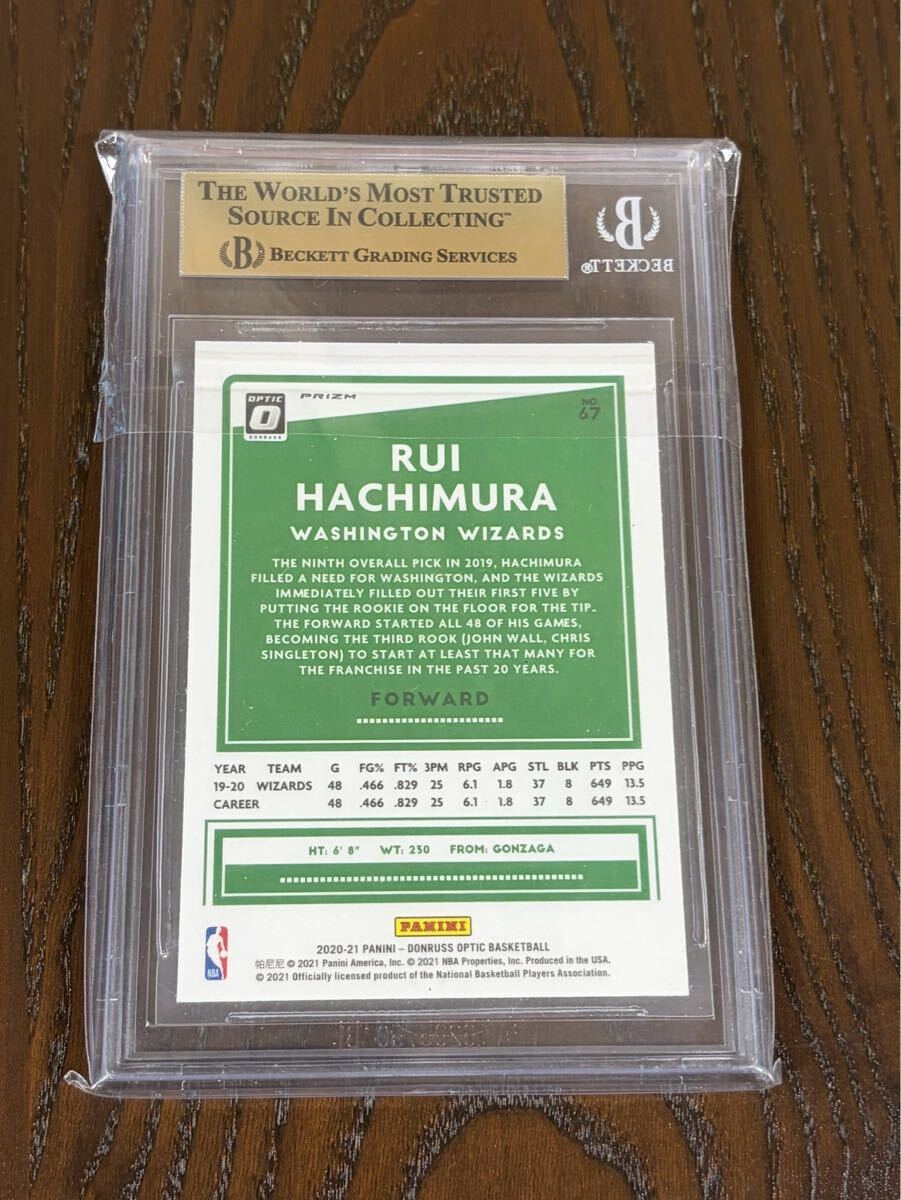 THE WORLD'S MOST TRUSTED
SOURCE IN COLLECTING™
B BECKETT GRADING SERVICES
B
BECKETT®
OPTIC
DONRUSS
PRIZM
NO.
67
RUI
HACHIMURA
WASHINGTON WIZARDS
THE NINTH OVERALL PICK IN 2019, HACHIMURA
FILLED A NEED FOR WASHINGTON, AND THE WIZARDS
IMMEDIATELY FILLED OUT THEIR FIRST FIVE BY
PUTTING THE ROOKIE ON THE FLOOR FOR THE TIP-
THE FORWARD STARTED ALL 48 OF HIS GAMES,
BECOMING THE THIRD ROOK (JOHN WALL, CHRIS
SINGLETON) TO START AT LEAST THAT MANY FOR
THE FRANCHISE IN THE PAST 20 YEARS.
FORWARD
YEAR TEAM G FG% FT% 3PM RPG APG STL BLK PTS PPG
19-20 WIZARDS 48 .466 .829 25 6.1 1.8 37 8 649 13.5
CAREER 48 .466 .829 25 6.1 1.8 37 8 649 13.5
HT: 6' 8" WT: 230 FROM: GONZAGA
PANINI
NBA
2020-21 PANINI – DONRUSS OPTIC BASKETBALL
帕尼尼 © 2021 Panini America, Inc. © 2021 NBA Properties, Inc. Produced in the USA.
© 2021 Officially licensed product of the National Basketball Players Association.